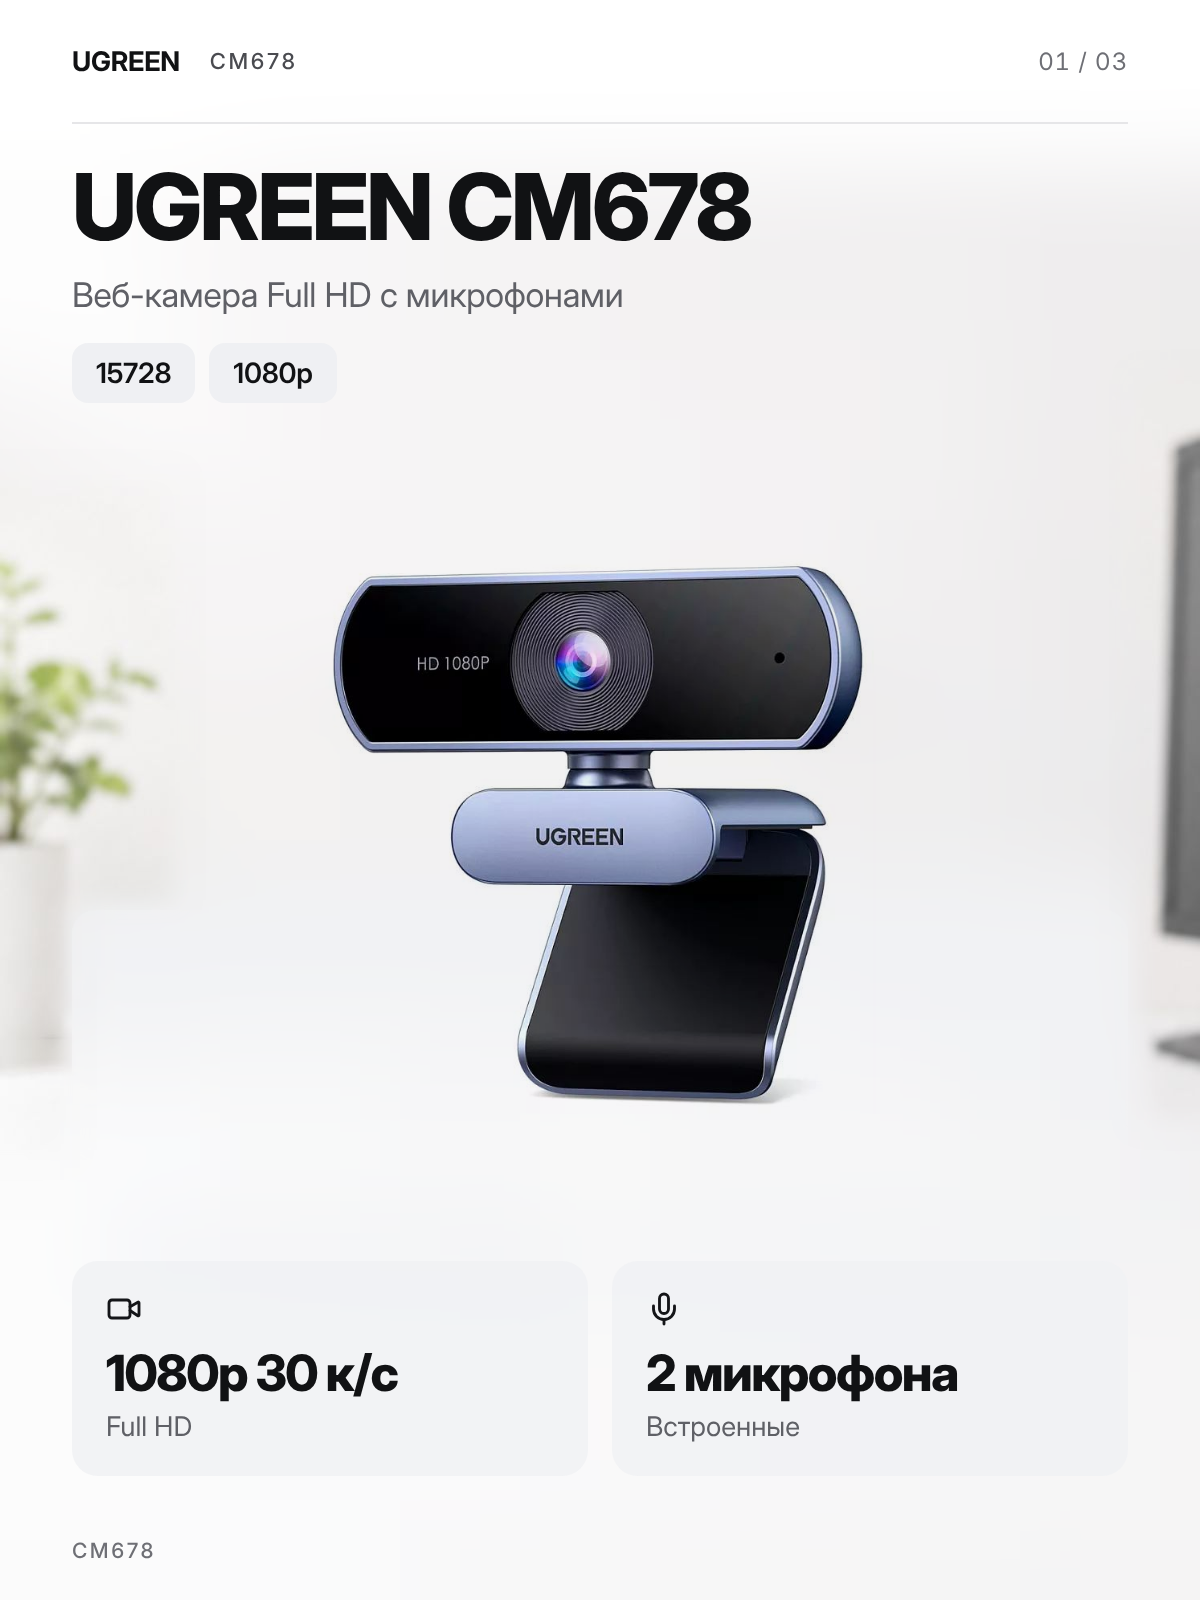 UGREEN CM678 01 / 03
UGREEN CM678
Веб-камера Full HD с микрофонами
15728 1080p
HD 1080P
UGREEN
1080p 30 к/с
Full HD
2 микрофона
Встроенные
CM678